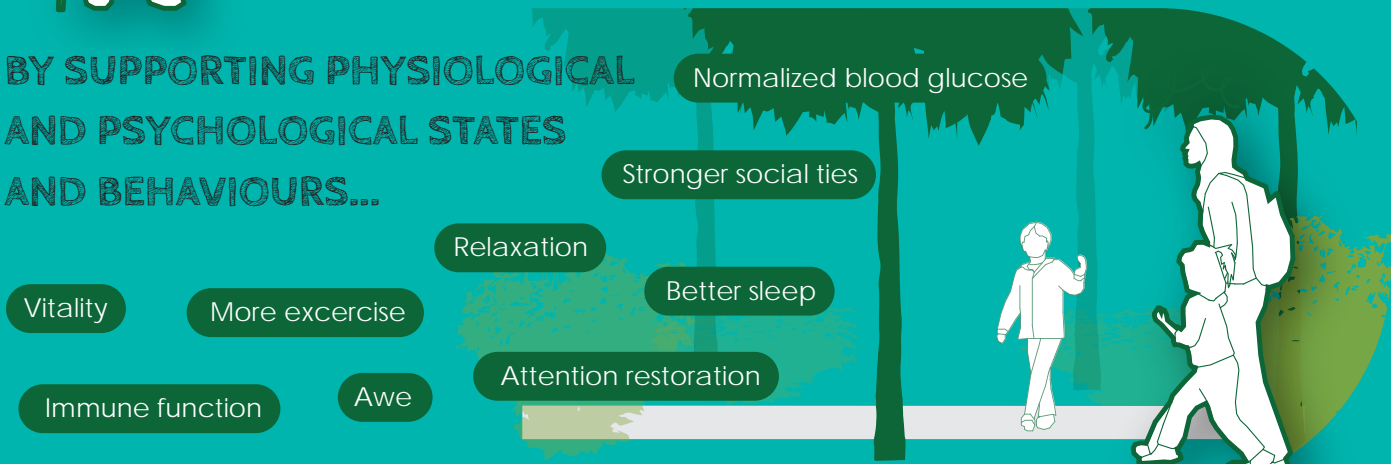 BY SUPPORTING PHYSIOLOGICAL
AND PSYCHOLOGICAL STATES
AND BEHAVIOURS...
Normalized blood glucose
Stronger social ties
Relaxation
Better sleep
Vitality
More excercise
Attention restoration
Awe
Immune function